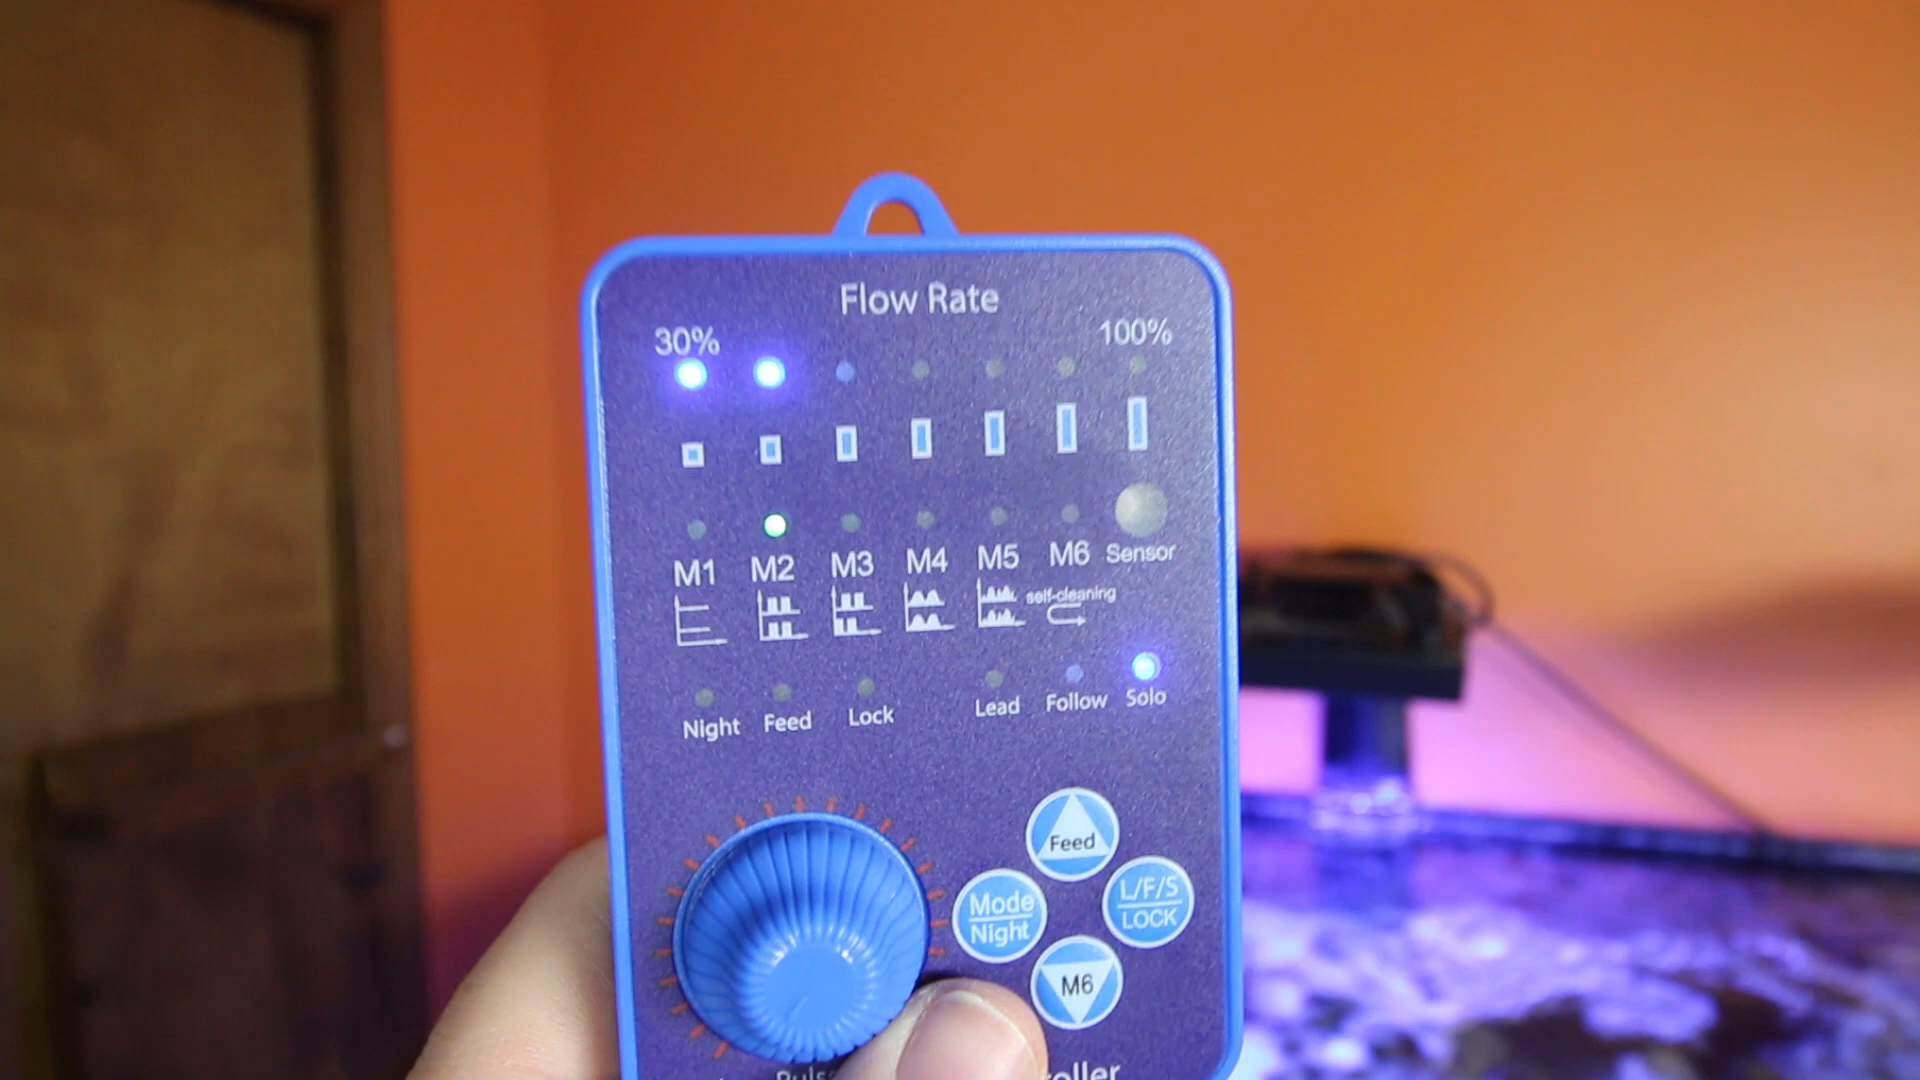 Flow Rate
30% 100%
M1 M2 M3 M4 M5 M6 Sensor
self-cleaning
Night Feed Lock Lead Follow Solo
Feed
Mode
Night
L/F/S
LOCK
M6